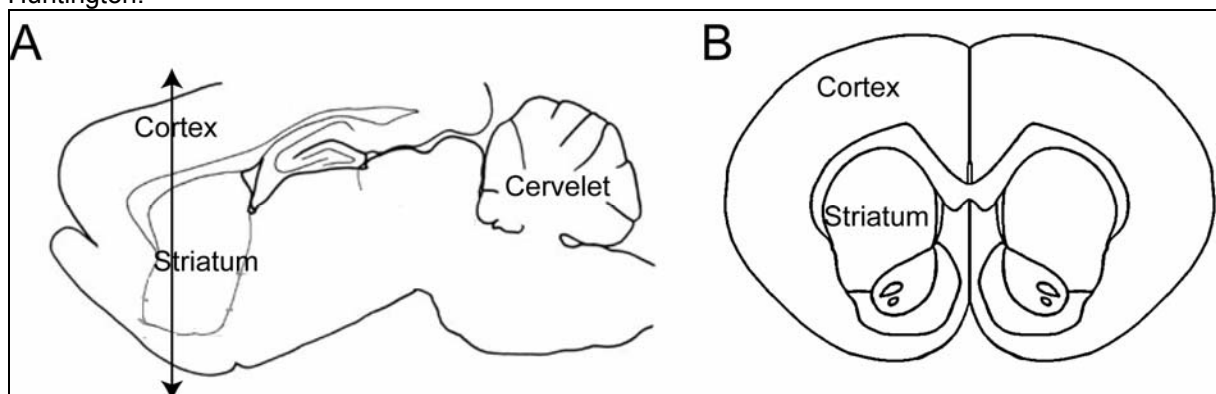 Huntington.
A
B
Cortex
Cortex
Cervelet
Striatum
Striatum